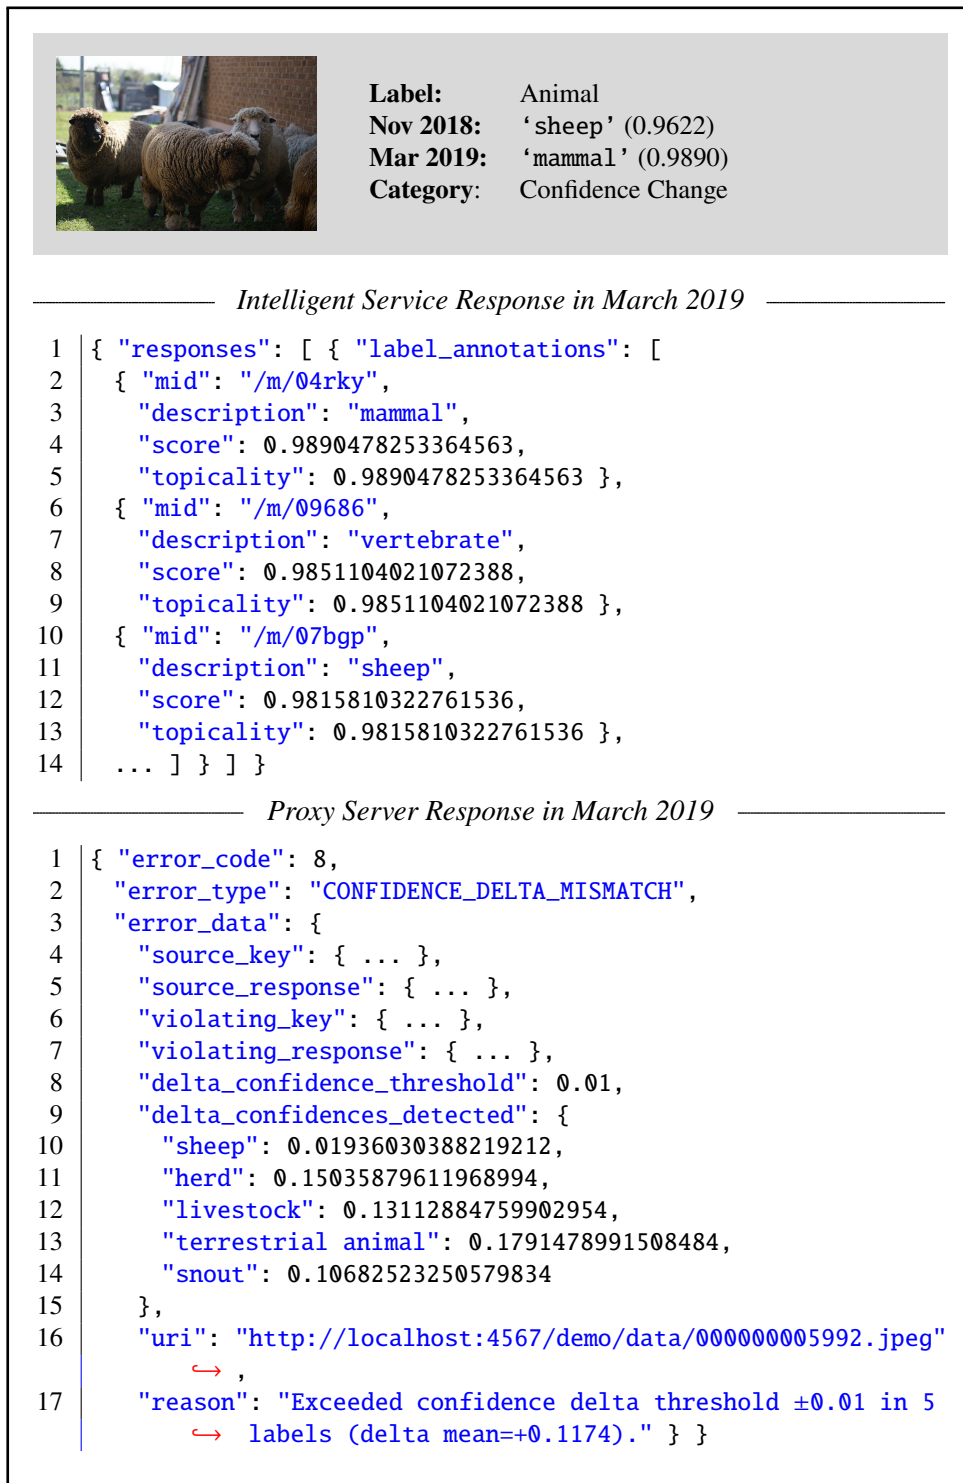 Label: Animal
Nov 2018: ‘sheep’ (0.9622)
Mar 2019: ‘mammal’ (0.9890)
Category: Confidence Change
Intelligent Service Response in March 2019
1 { "responses": [ { "label_annotations": [
2 { "mid": "/m/04rky",
3 "description": "mammal",
4 "score": 0.9890478253364563,
5 "topicality": 0.9890478253364563 },
6 { "mid": "/m/09686",
7 "description": "vertebrate",
8 "score": 0.9851104021072388,
9 "topicality": 0.9851104021072388 },
10 { "mid": "/m/07bgp",
11 "description": "sheep",
12 "score": 0.9815810322761536,
13 "topicality": 0.9815810322761536 },
14 ... ] } ] }
Proxy Server Response in March 2019
1 { "error_code": 8,
2 "error_type": "CONFIDENCE_DELTA_MISMATCH",
3 "error_data": {
4 "source_key": { ... },
5 "source_response": { ... },
6 "violating_key": { ... },
7 "violating_response": { ... },
8 "delta_confidence_threshold": 0.01,
9 "delta_confidences_detected": {
10 "sheep": 0.01936030388219212,
11 "herd": 0.15035879611968994,
12 "livestock": 0.13112884759902954,
13 "terrestrial animal": 0.1791478991508484,
14 "snout": 0.10682523250579834
15 },
16 "uri": "http://localhost:4567/demo/data/000000005992.jpeg"
↪ ,
17 "reason": "Exceeded confidence delta threshold ±0.01 in 5
↪ labels (delta mean=+0.1174)." } }